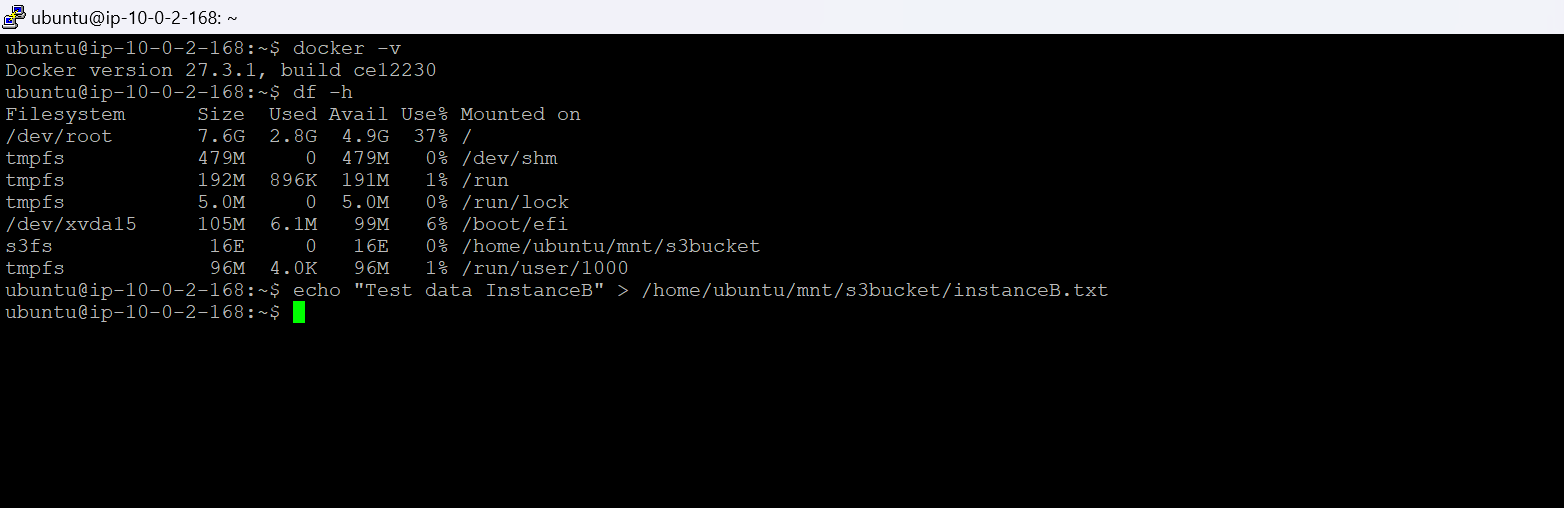 ubuntu@ip-10-0-2-168: ~
ubuntu@ip-10-0-2-168:~$ docker -v
Docker version 27.3.1, build ce12230
ubuntu@ip-10-0-2-168:~$ df -h
Filesystem      Size  Used Avail Use% Mounted on
/dev/root       7.6G  2.8G  4.9G  37% /
tmpfs           479M     0  479M   0% /dev/shm
tmpfs           192M  896K  191M   1% /run
tmpfs           5.0M     0  5.0M   0% /run/lock
/dev/xvda15     105M  6.1M   99M   6% /boot/efi
s3fs             16E     0   16E   0% /home/ubuntu/mnt/s3bucket
tmpfs            96M  4.0K   96M   1% /run/user/1000
ubuntu@ip-10-0-2-168:~$ echo "Test data InstanceB" > /home/ubuntu/mnt/s3bucket/instanceB.txt
ubuntu@ip-10-0-2-168:~$